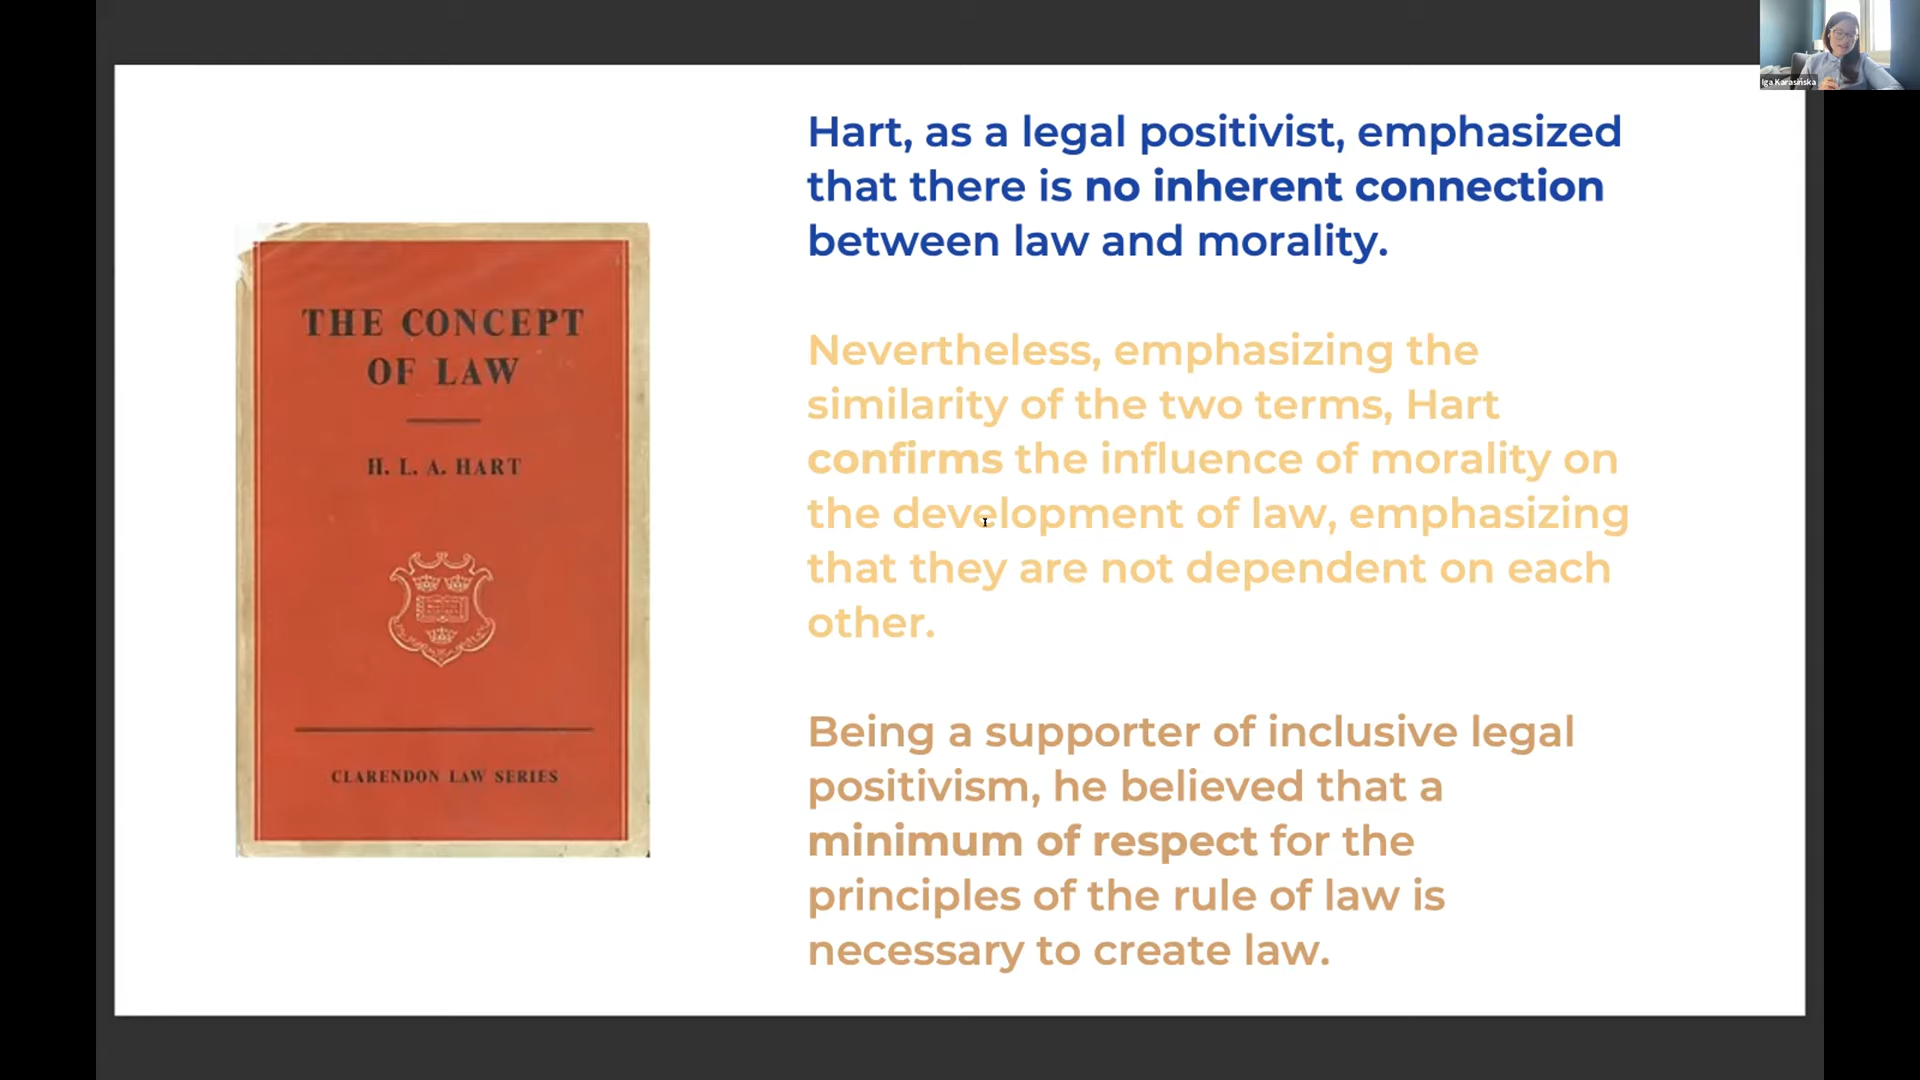 Iga Karasińska
THE CONCEPT
OF LAW
H. L. A. HART
CLARENDON LAW SERIES
Hart, as a legal positivist, emphasized
that there is no inherent connection
between law and morality.
Nevertheless, emphasizing the
similarity of the two terms, Hart
confirms the influence of morality on
the development of law, emphasizing
that they are not dependent on each
other.
Being a supporter of inclusive legal
positivism, he believed that a
minimum of respect for the
principles of the rule of law is
necessary to create law.